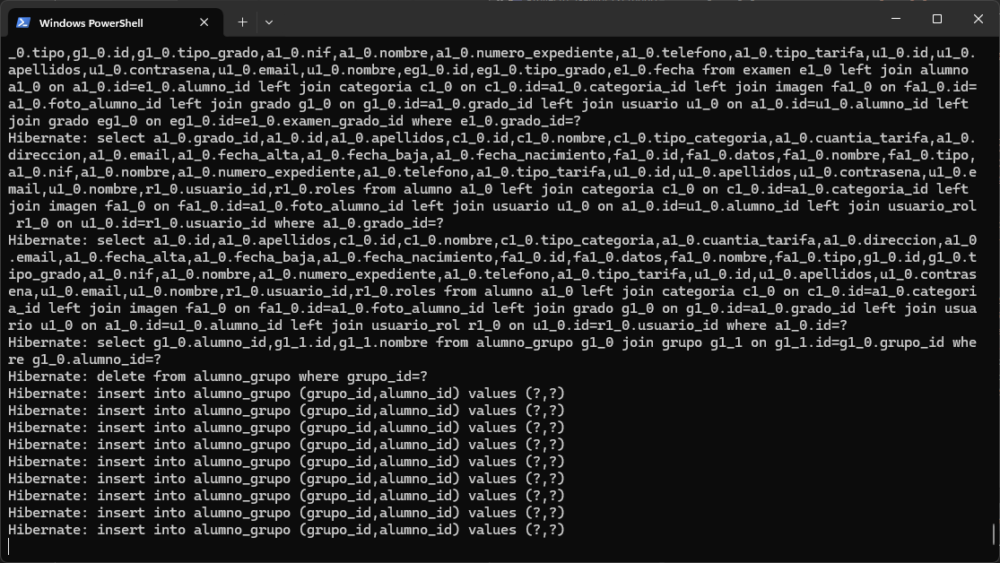 Windows PowerShell
_0.tipo,g1_0.id,g1_0.tipo_grado,a1_0.nif,a1_0.nombre,a1_0.numero_expediente,a1_0.telefono,a1_0.tipo_tarifa,u1_0.id,u1_0.
apellidos,u1_0.contrasena,u1_0.email,u1_0.nombre,eg1_0.id,eg1_0.tipo_grado,e1_0.fecha from examen e1_0 left join alumno
a1_0 on a1_0.id=e1_0.alumno_id left join categoria c1_0 on c1_0.id=a1_0.categoria_id left join imagen fa1_0 on fa1_0.id=
a1_0.foto_alumno_id left join grado g1_0 on g1_0.id=a1_0.grado_id left join usuario u1_0 on a1_0.id=u1_0.alumno_id left
join grado eg1_0 on eg1_0.id=e1_0.examen_grado_id where e1_0.grado_id=?
Hibernate: select a1_0.grado_id,a1_0.id,a1_0.apellidos,c1_0.id,c1_0.nombre,c1_0.tipo_categoria,a1_0.cuantia_tarifa,a1_0.
direccion,a1_0.email,a1_0.fecha_alta,a1_0.fecha_baja,a1_0.fecha_nacimiento,fa1_0.id,fa1_0.datos,fa1_0.nombre,fa1_0.tipo,
a1_0.nif,a1_0.nombre,a1_0.numero_expediente,a1_0.telefono,a1_0.tipo_tarifa,u1_0.id,u1_0.apellidos,u1_0.contrasena,u1_0.e
mail,u1_0.nombre,r1_0.usuario_id,r1_0.roles from alumno a1_0 left join categoria c1_0 on c1_0.id=a1_0.categoria_id left
join imagen fa1_0 on fa1_0.id=a1_0.foto_alumno_id left join usuario u1_0 on a1_0.id=u1_0.alumno_id left join usuario_rol
 r1_0 on u1_0.id=r1_0.usuario_id where a1_0.grado_id=?
Hibernate: select a1_0.id,a1_0.apellidos,c1_0.id,c1_0.nombre,c1_0.tipo_categoria,a1_0.cuantia_tarifa,a1_0.direccion,a1_0
.email,a1_0.fecha_alta,a1_0.fecha_baja,a1_0.fecha_nacimiento,fa1_0.id,fa1_0.datos,fa1_0.nombre,fa1_0.tipo,g1_0.id,g1_0.t
ipo_grado,a1_0.nif,a1_0.nombre,a1_0.numero_expediente,a1_0.telefono,a1_0.tipo_tarifa,u1_0.id,u1_0.apellidos,u1_0.contras
ena,u1_0.email,u1_0.nombre,r1_0.usuario_id,r1_0.roles from alumno a1_0 left join categoria c1_0 on c1_0.id=a1_0.categori
a_id left join imagen fa1_0 on fa1_0.id=a1_0.foto_alumno_id left join grado g1_0 on g1_0.id=a1_0.grado_id left join usua
rio u1_0 on a1_0.id=u1_0.alumno_id left join usuario_rol r1_0 on u1_0.id=r1_0.usuario_id where a1_0.id=?
Hibernate: select g1_0.alumno_id,g1_1.id,g1_1.nombre from alumno_grupo g1_0 join grupo g1_1 on g1_1.id=g1_0.grupo_id whe
re g1_0.alumno_id=?
Hibernate: delete from alumno_grupo where grupo_id=?
Hibernate: insert into alumno_grupo (grupo_id,alumno_id) values (?,?)
Hibernate: insert into alumno_grupo (grupo_id,alumno_id) values (?,?)
Hibernate: insert into alumno_grupo (grupo_id,alumno_id) values (?,?)
Hibernate: insert into alumno_grupo (grupo_id,alumno_id) values (?,?)
Hibernate: insert into alumno_grupo (grupo_id,alumno_id) values (?,?)
Hibernate: insert into alumno_grupo (grupo_id,alumno_id) values (?,?)
Hibernate: insert into alumno_grupo (grupo_id,alumno_id) values (?,?)
Hibernate: insert into alumno_grupo (grupo_id,alumno_id) values (?,?)
Hibernate: insert into alumno_grupo (grupo_id,alumno_id) values (?,?)